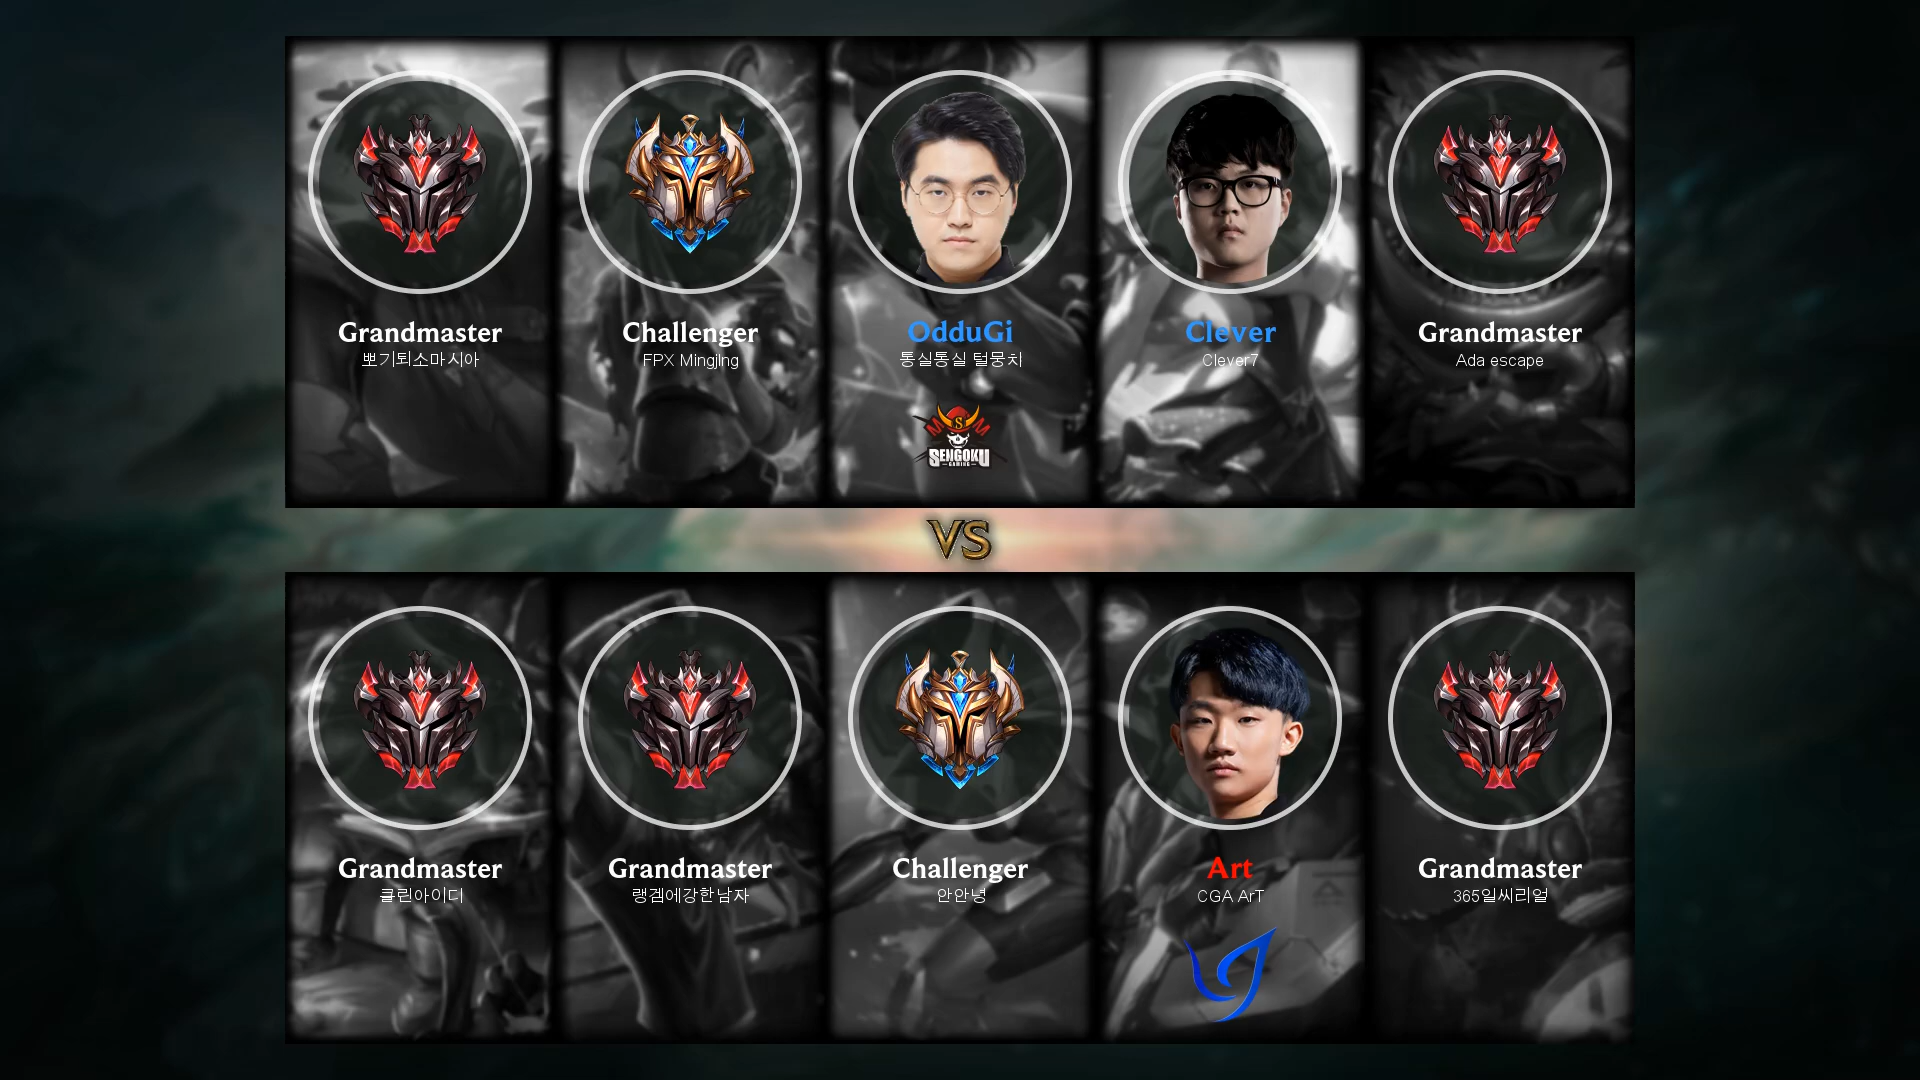 Grandmaster
뽀기퇴소마시아
Challenger
FPX Mingjing
OdduGi
통실통실 털뭉치
M S M
SENGOKU
GAMING
Clever
Clever7
Grandmaster
Ada escape
VS
Grandmaster
클린아이디
Grandmaster
랭겜에강한남자
Challenger
안안녕
Art
CGA ArT
Grandmaster
365일씨리얼